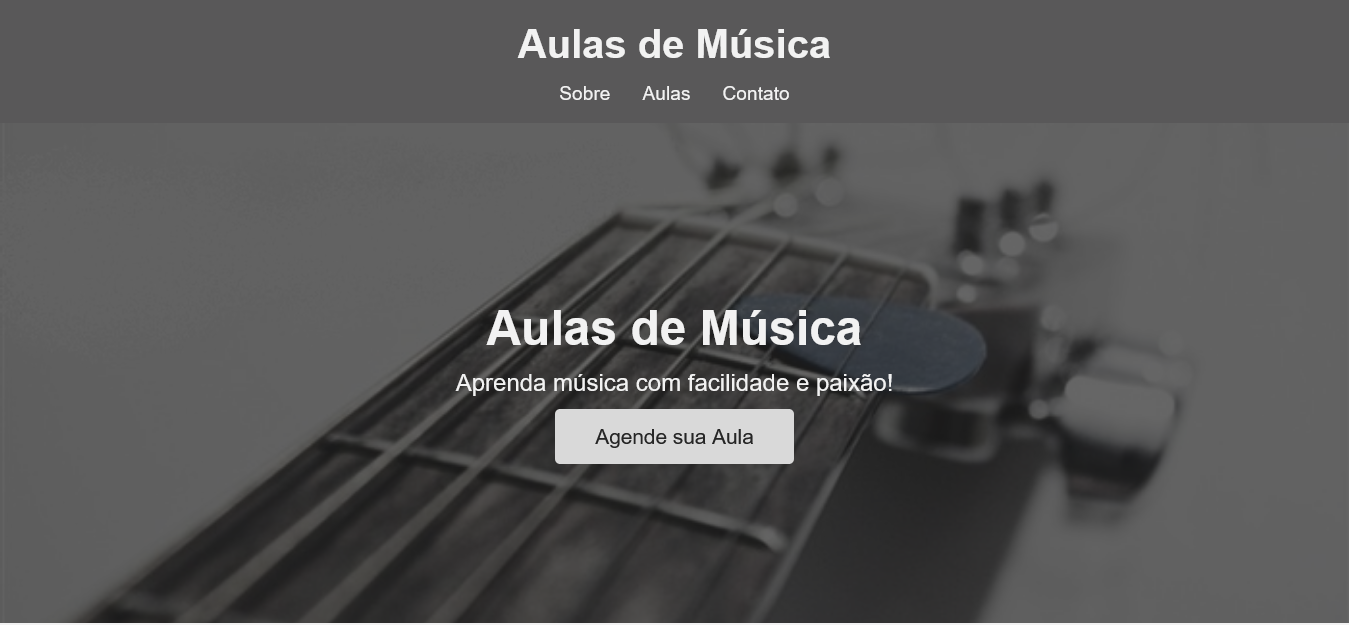 Aulas de Música
Sobre Aulas Contato
Aulas de Música
Aprenda música com facilidade e paixão!
Agende sua Aula